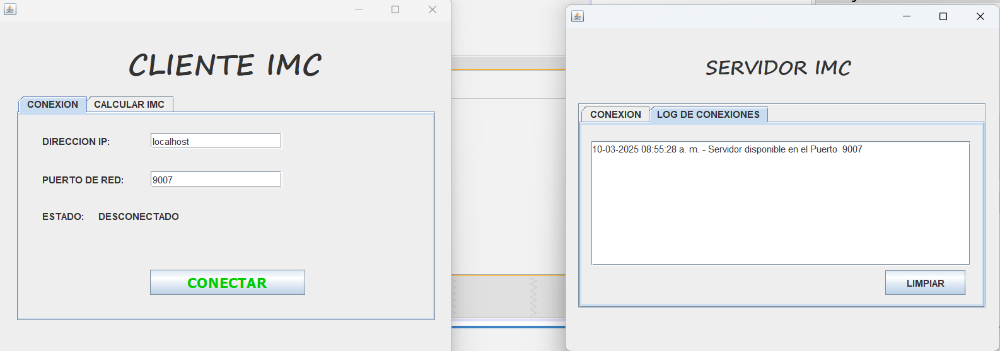 CLIENTE IMC
CONEXION CALCULAR IMC
DIRECCION IP: localhost
PUERTO DE RED: 9007
ESTADO: DESCONECTADO
CONECTAR
SERVIDOR IMC
CONEXION LOG DE CONEXIONES
10-03-2025 08:55:28 a. m. - Servidor disponible en el Puerto 9007
LIMPIAR